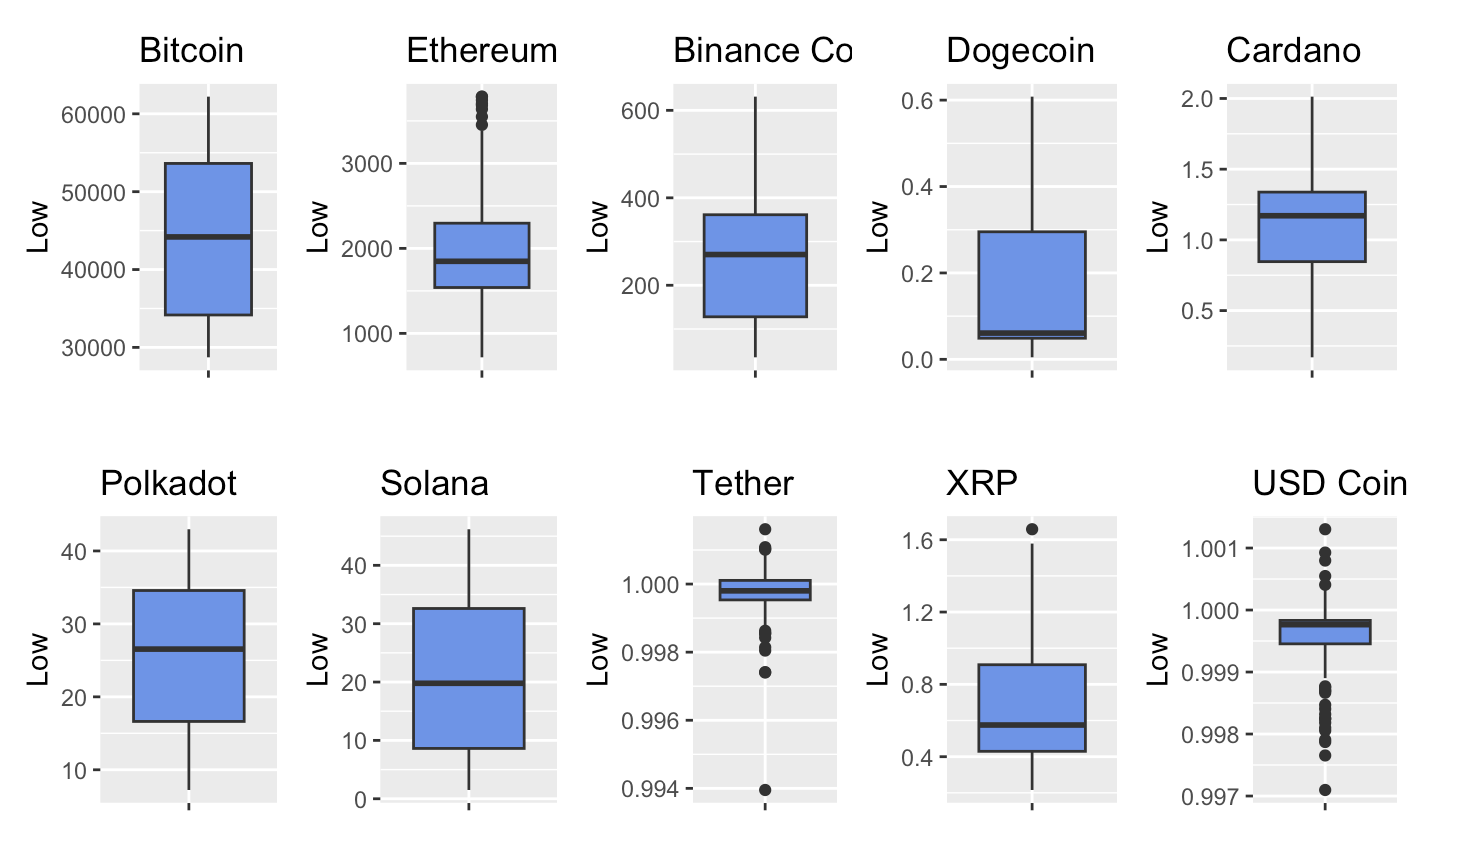 Bitcoin
Ethereum
Binance Co
Dogecoin
Cardano
Low
60000
50000
40000
30000
Low
3000
2000
1000
Low
600
400
200
Low
0.6
0.4
0.2
0.0
Low
2.0
1.5
1.0
0.5
Polkadot
Solana
Tether
XRP
USD Coin
Low
40
30
20
10
Low
40
30
20
10
0
Low
1.000
0.998
0.996
0.994
Low
1.6
1.2
0.8
0.4
Low
1.001
1.000
0.999
0.998
0.997